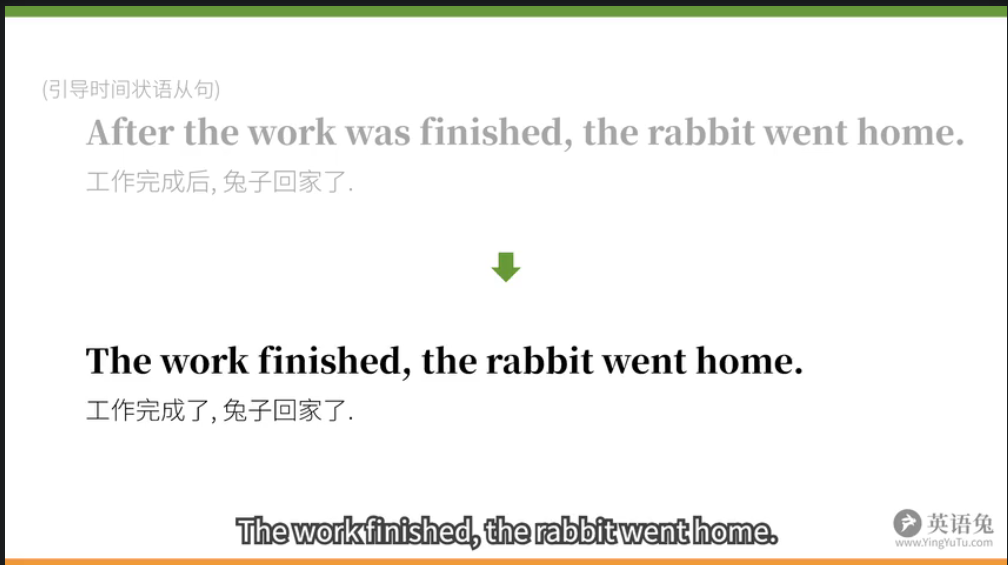 (引导时间状语从句)
After the work was finished, the rabbit went home.
工作完成后, 兔子回家了.
The work finished, the rabbit went home.
工作完成了, 兔子回家了.
The work finished, the rabbit went home.
英语兔
www.YingYuTu.com